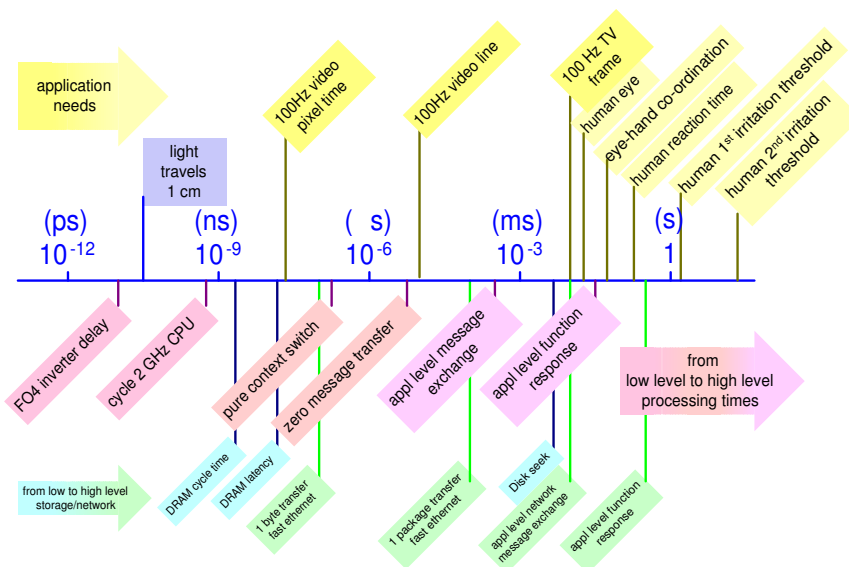 application
needs
light
travels
1 cm
100Hz video
pixel time
100Hz video line
100 Hz TV
frame
human eye
eye-hand co-ordination
human reaction time
human 1st irritation threshold
human 2nd irritation
threshold
(ps)
10-12
(ns)
10-9
( s)
10-6
(ms)
10-3
(s)
1
FO4 inverter delay
cycle 2 GHz CPU
pure context switch
zero message transfer
appl level message
exchange
appl level function
response
from
low level to high level
processing times
from low to high level
storage/network
DRAM cycle time
DRAM latency
1 byte transfer
fast ethernet
1 package transfer
fast ethernet
Disk seek
appl level network
message exchange
appl level function
response